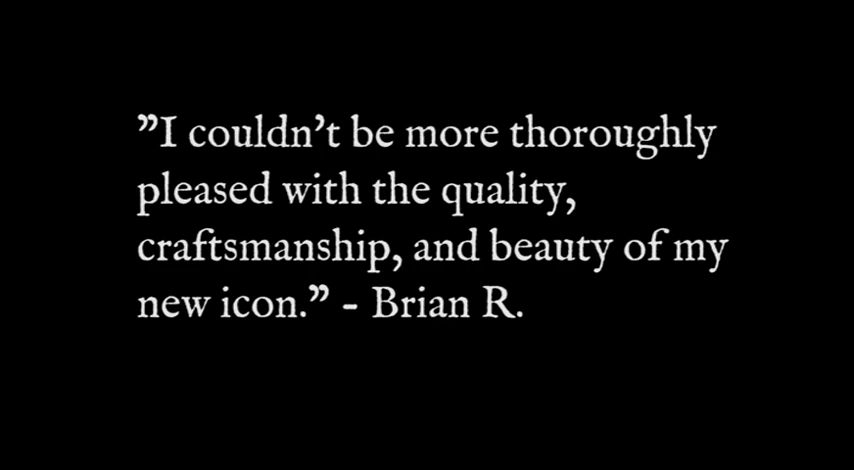 ”I couldn’t be more thoroughly
pleased with the quality,
craftsmanship, and beauty of my
new icon.” - Brian R.